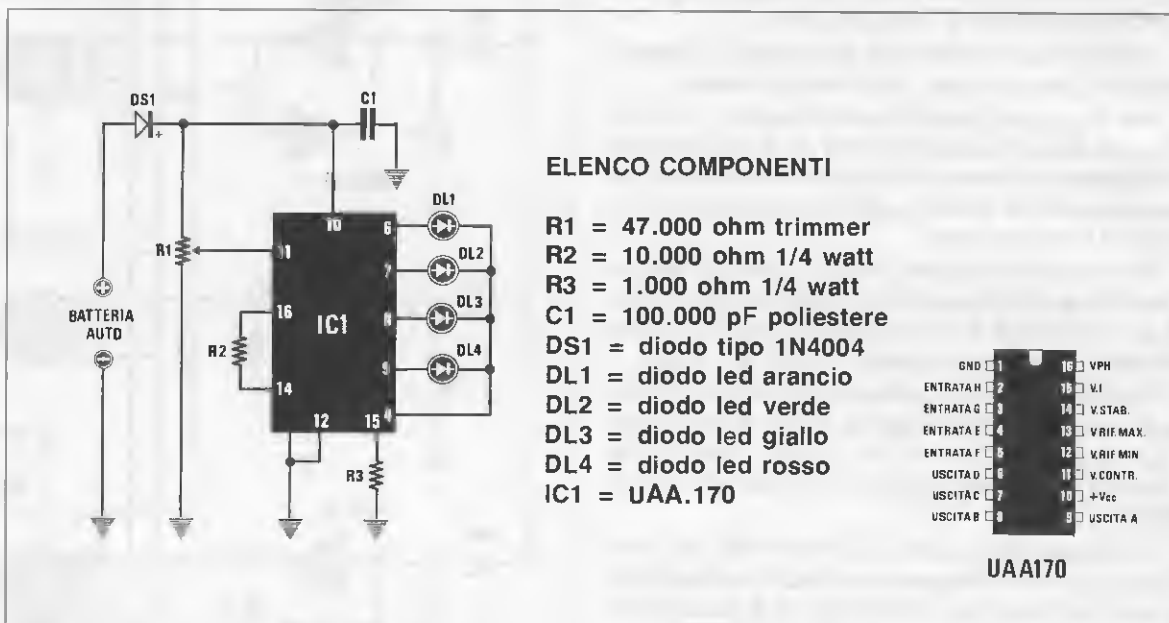 DS1
C1
+
R1
BATTERIA
AUTO
R2
IC1
10
11
16
14
12
15
6
7
8
9
4
DL1
DL2
DL3
DL4
R3
ELENCO COMPONENTI
R1 = 47.000 ohm trimmer
R2 = 10.000 ohm 1/4 watt
R3 = 1.000 ohm 1/4 watt
C1 = 100.000 pF poliestere
DS1 = diodo tipo 1N4004
DL1 = diodo led arancio
DL2 = diodo led verde
DL3 = diodo led giallo
DL4 = diodo led rosso
IC1 = UAA.170
GND 1 16 VPH
ENTRATA H 2 15 V.I
ENTRATA G 3 14 V.STAB.
ENTRATA E 4 13 V.RIF.MAX.
ENTRATA F 5 12 V.RIF.MIN
USCITA D 6 11 V.CONTR.
USCITA C 7 10 +Vcc
USCITA B 8 9 USCITA A
UAA170